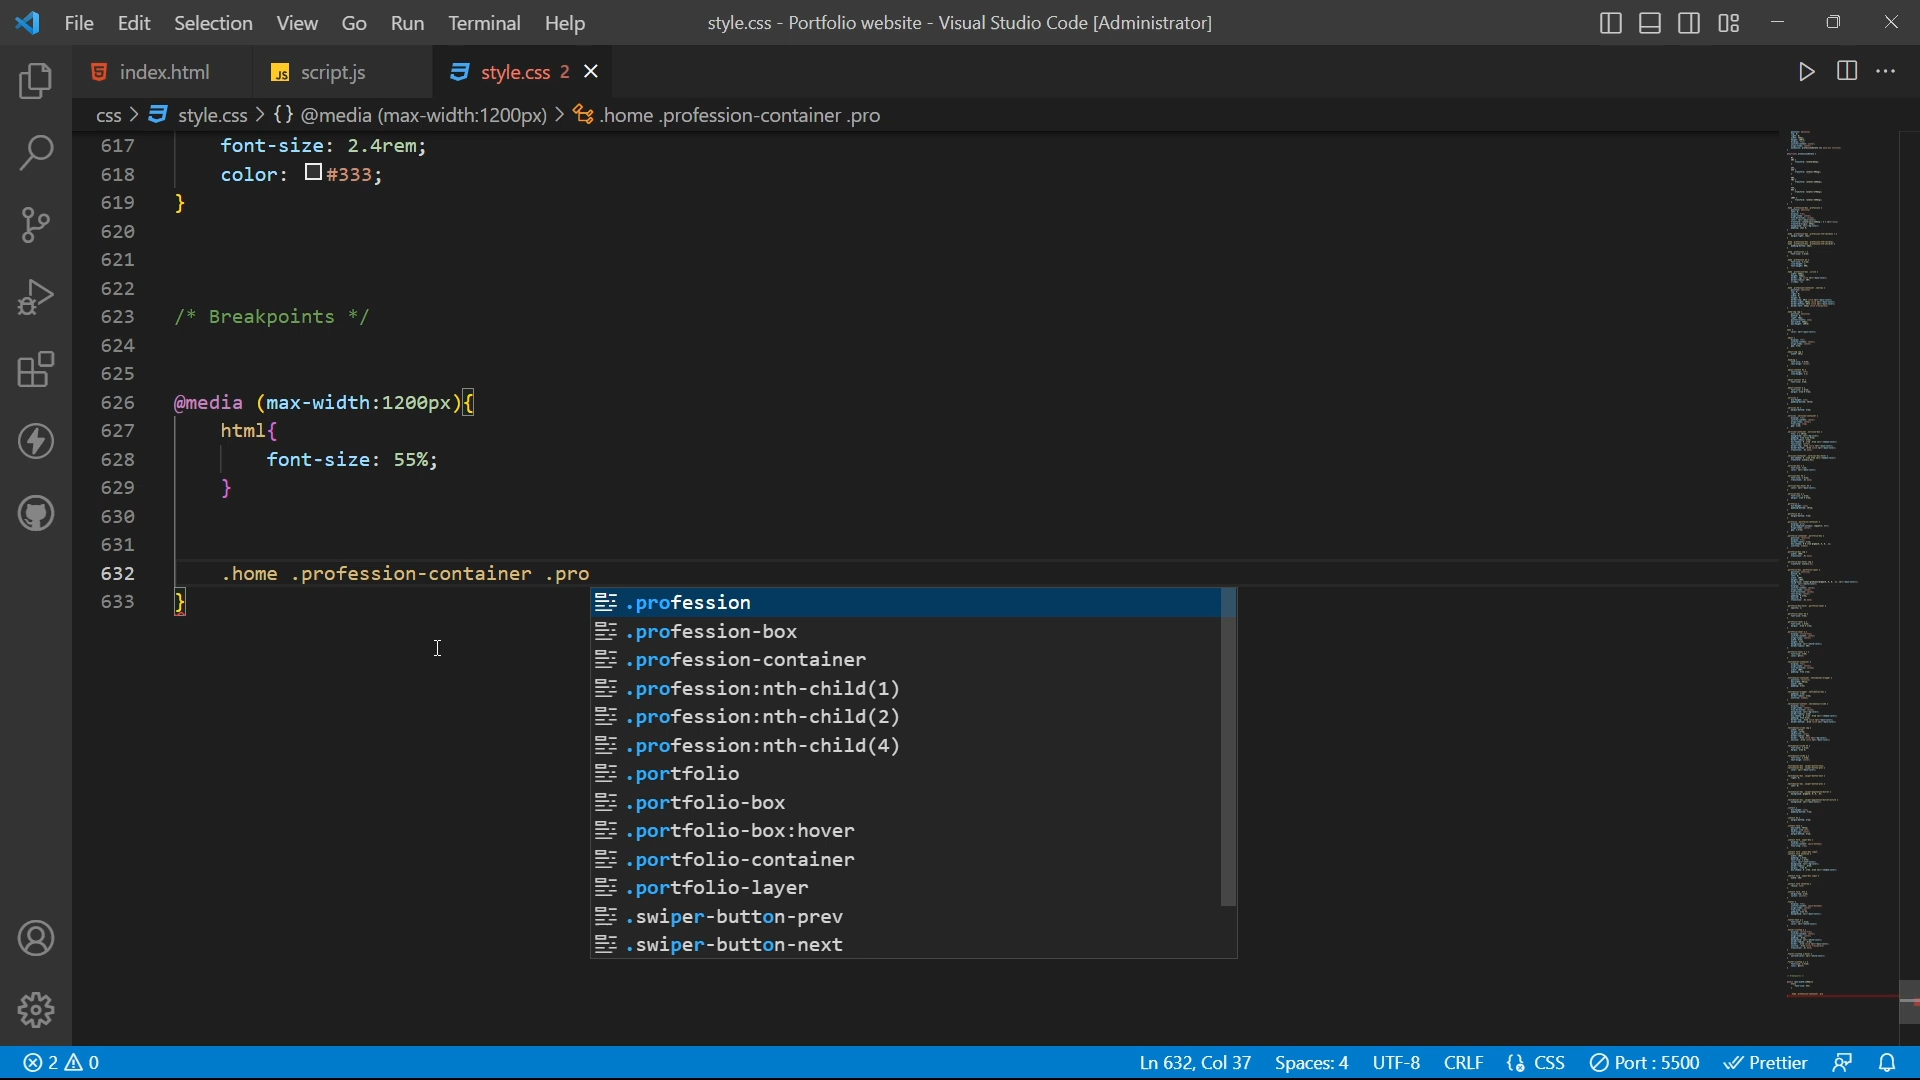 File Edit Selection View Go Run Terminal Help style.css - Portfolio website - Visual Studio Code [Administrator]
index.html JS script.js style.css 2
css > style.css > {} @media (max-width:1200px) > .home .profession-container .pro
617 font-size: 2.4rem;
618 color: #333;
619 }
620
621
622
623 /* Breakpoints */
624
625
626 @media (max-width:1200px){
627 html{
628 font-size: 55%;
629 }
630
631
632 .home .profession-container .pro
633 }
.profession
.profession-box
.profession-container
.profession:nth-child(1)
.profession:nth-child(2)
.profession:nth-child(4)
.portfolio
.portfolio-box
.portfolio-box:hover
.portfolio-container
.portfolio-layer
.swiper-button-prev
.swiper-button-next
2 0 Ln 632, Col 37 Spaces: 4 UTF-8 CRLF {} CSS Port : 5500 Prettier